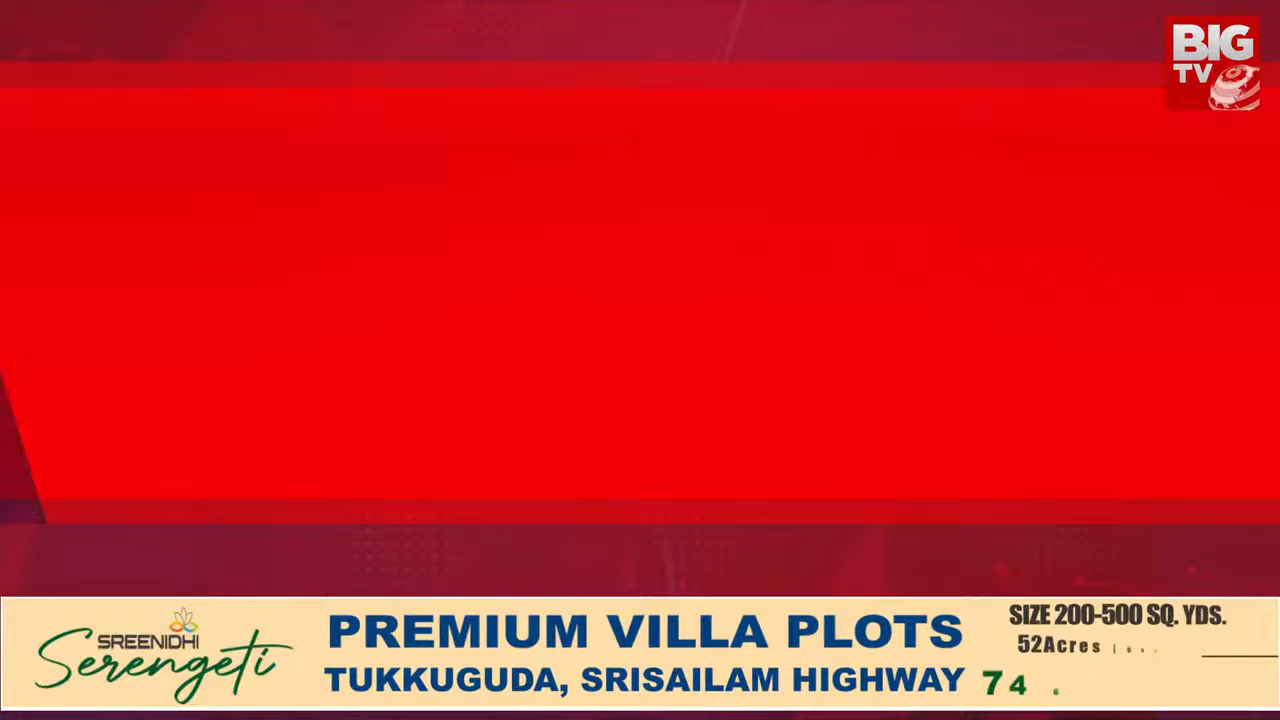 BIG
TV
SREENIDHI
Serengeti
PREMIUM VILLA PLOTS
TUKKUGUDA, SRISAILAM HIGHWAY
SIZE 200-500 SQ. YDS.
52Acres |
74